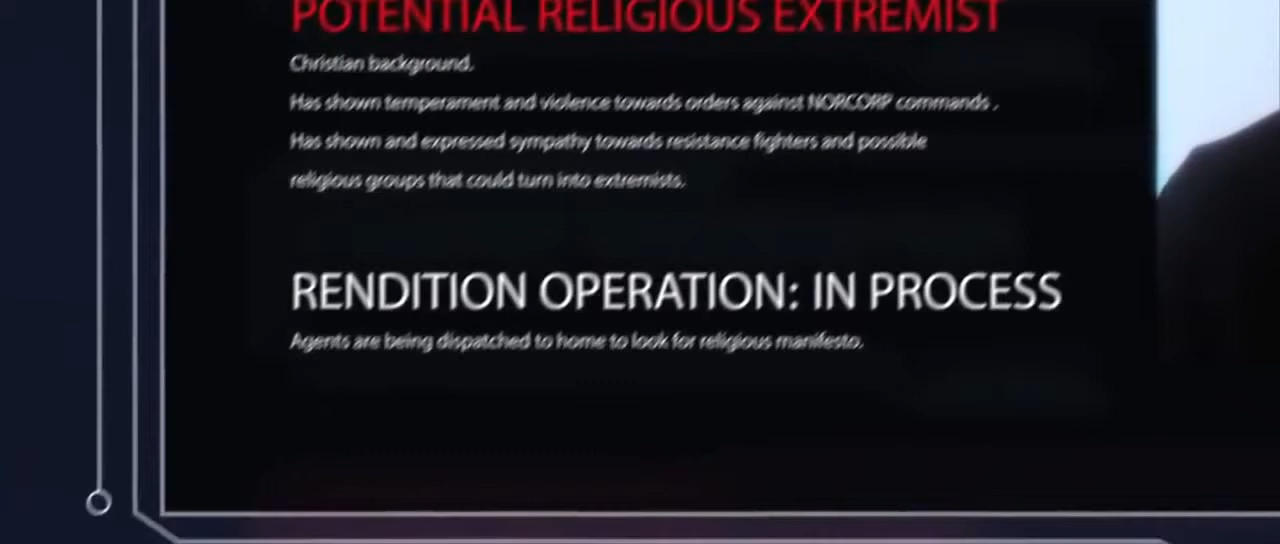 POTENTIAL RELIGIOUS EXTREMIST
Christian background.
Has shown temperament and violence towards orders against NORCORP commands .
Has shown and expressed sympathy towards resistance fighters and possible
religious groups that could turn into extremists.
RENDITION OPERATION: IN PROCESS
Agents are being dispatched to home to look for religious manifesto.